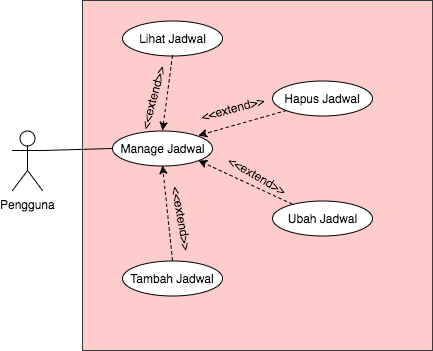 Lihat Jadwal
<<extend>>
Hapus Jadwal
<<extend>>
Manage Jadwal
Pengguna
<<extend>>
Ubah Jadwal
<<extend>>
Tambah Jadwal